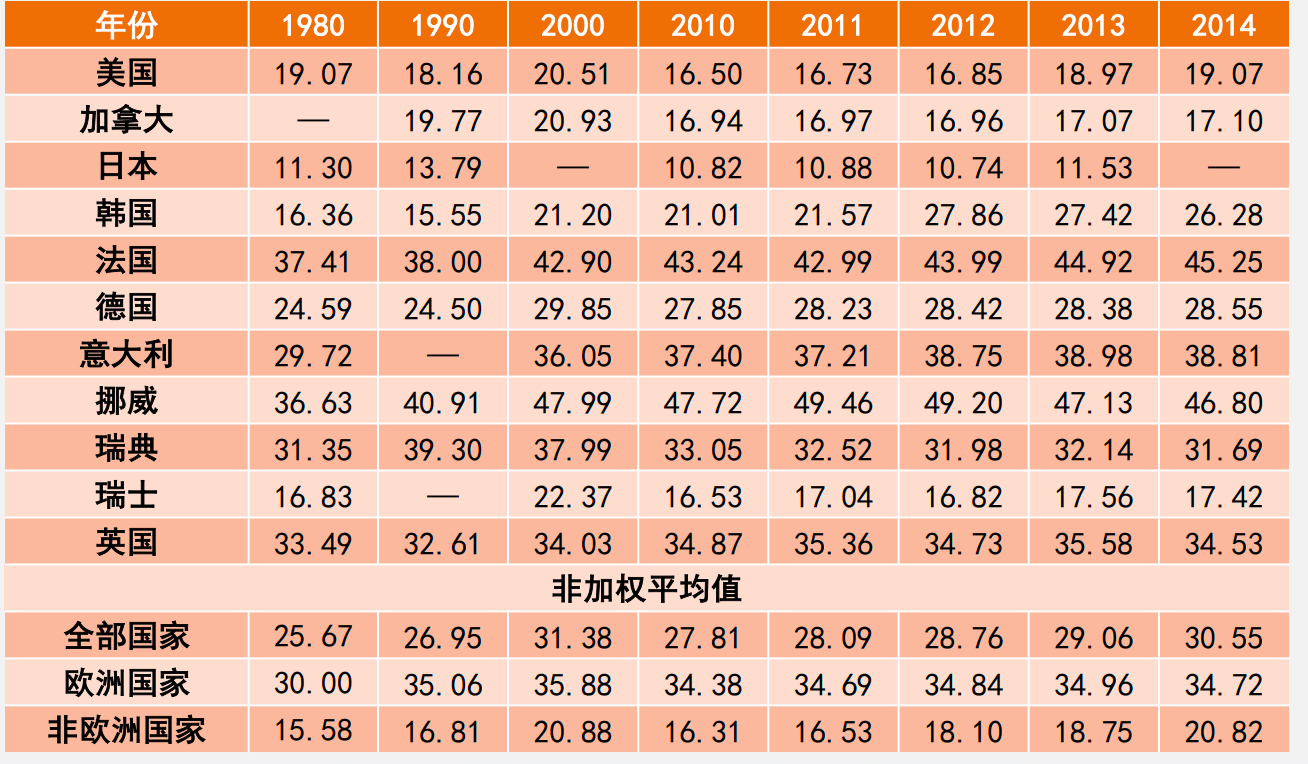 年份 1980 1990 2000 2010 2011 2012 2013 2014
美国 19.07 18.16 20.51 16.50 16.73 16.85 18.97 19.07
加拿大 — 19.77 20.93 16.94 16.97 16.96 17.07 17.10
日本 11.30 13.79 — 10.82 10.88 10.74 11.53 —
韩国 16.36 15.55 21.20 21.01 21.57 27.86 27.42 26.28
法国 37.41 38.00 42.90 43.24 42.99 43.99 44.92 45.25
德国 24.59 24.50 29.85 27.85 28.23 28.42 28.38 28.55
意大利 29.72 — 36.05 37.40 37.21 38.75 38.98 38.81
挪威 36.63 40.91 47.99 47.72 49.46 49.20 47.13 46.80
瑞典 31.35 39.30 37.99 33.05 32.52 31.98 32.14 31.69
瑞士 16.83 — 22.37 16.53 17.04 16.82 17.56 17.42
英国 33.49 32.61 34.03 34.87 35.36 34.73 35.58 34.53
非加权平均值
全部国家 25.67 26.95 31.38 27.81 28.09 28.76 29.06 30.55
欧洲国家 30.00 35.06 35.88 34.38 34.69 34.84 34.96 34.72
非欧洲国家 15.58 16.81 20.88 16.31 16.53 18.10 18.75 20.82